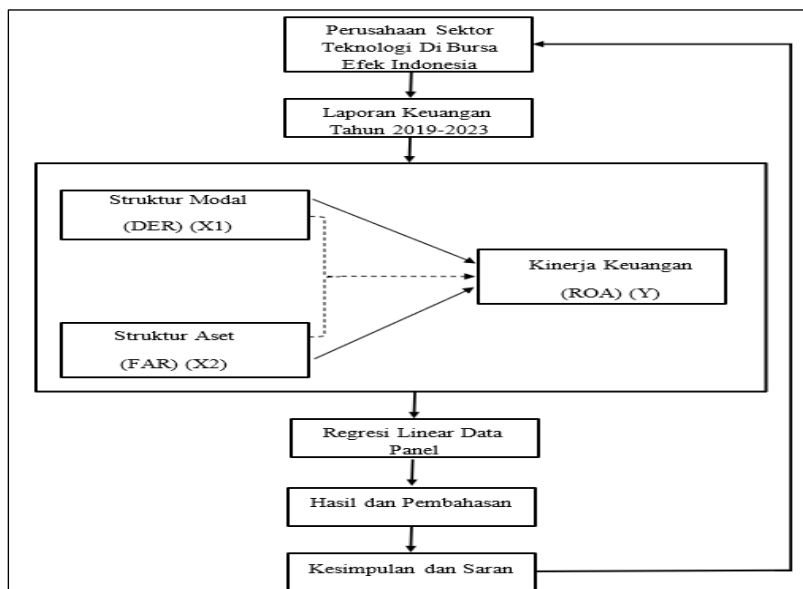 Perusahaan Sektor
Teknologi Di Bursa
Efek Indonesia
Laporan Keuangan
Tahun 2019-2023
Struktur Modal
(DER) (X1)
Kinerja Keuangan
(ROA) (Y)
Struktur Aset
(FAR) (X2)
Regresi Linear Data
Panel
Hasil dan Pembahasan
Kesimpulan dan Saran